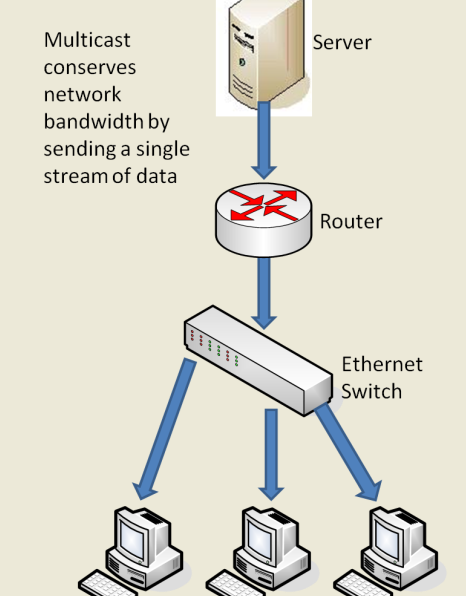 Multicast
conserves
network
bandwidth by
sending a single
stream of data
Server
Router
Ethernet
Switch